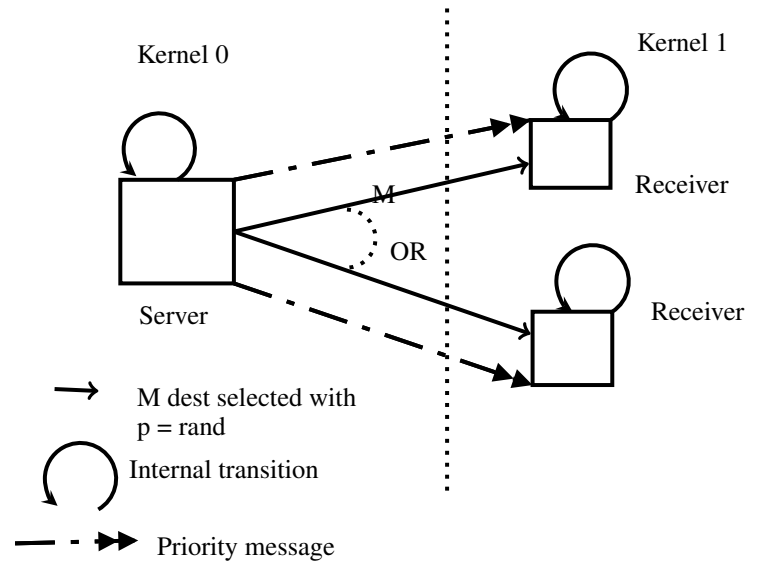 Kernel 0
Kernel 1
M
Receiver
OR
Server
Receiver
M dest selected with
p = rand
Internal transition
Priority message